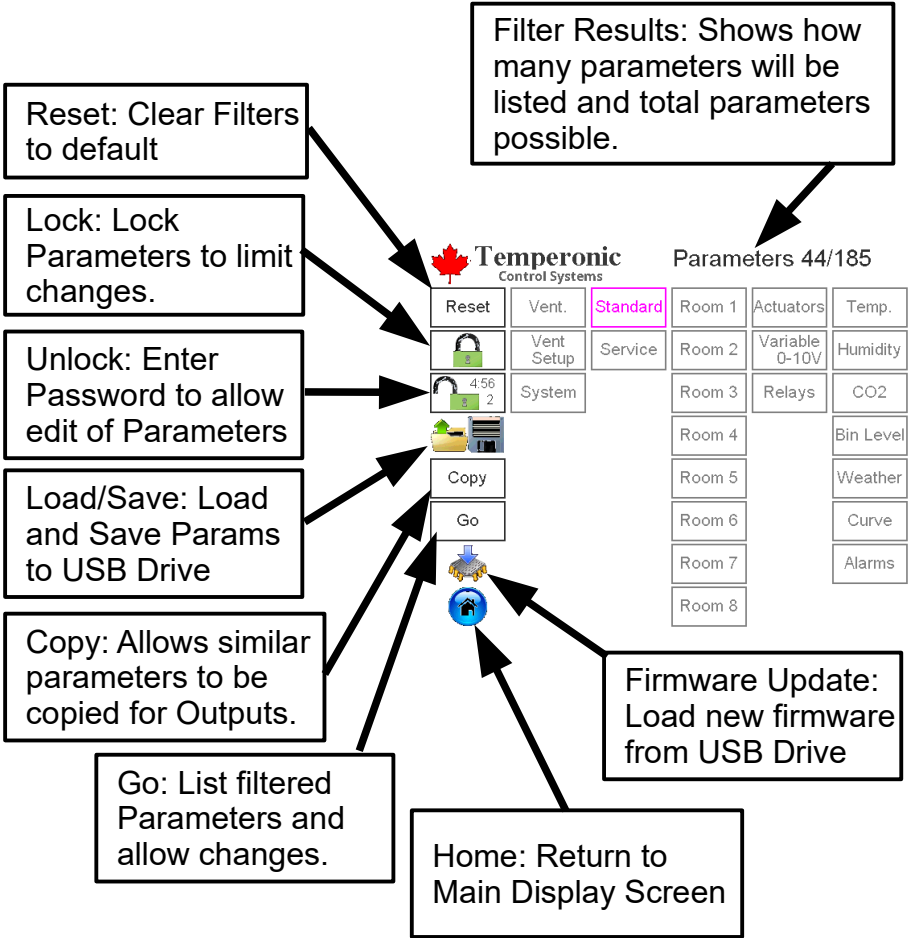 Filter Results: Shows how
many parameters will be
listed and total parameters
possible.
Reset: Clear Filters
to default
Lock: Lock
Parameters to limit
changes.
Unlock: Enter
Password to allow
edit of Parameters
Load/Save: Load
and Save Params
to USB Drive
Copy: Allows similar
parameters to be
copied for Outputs.
Go: List filtered
Parameters and
allow changes.
Home: Return to
Main Display Screen
Firmware Update:
Load new firmware
from USB Drive
Temperonic
Control Systems
Parameters 44/185
Reset
Vent.
Standard
Room 1
Actuators
Temp.
Vent
Setup
Service
Room 2
Variable
0-10V
Humidity
4:56
2
System
Room 3
Relays
CO2
Room 4
Bin Level
Copy
Room 5
Weather
Go
Room 6
Curve
Room 7
Alarms
Room 8